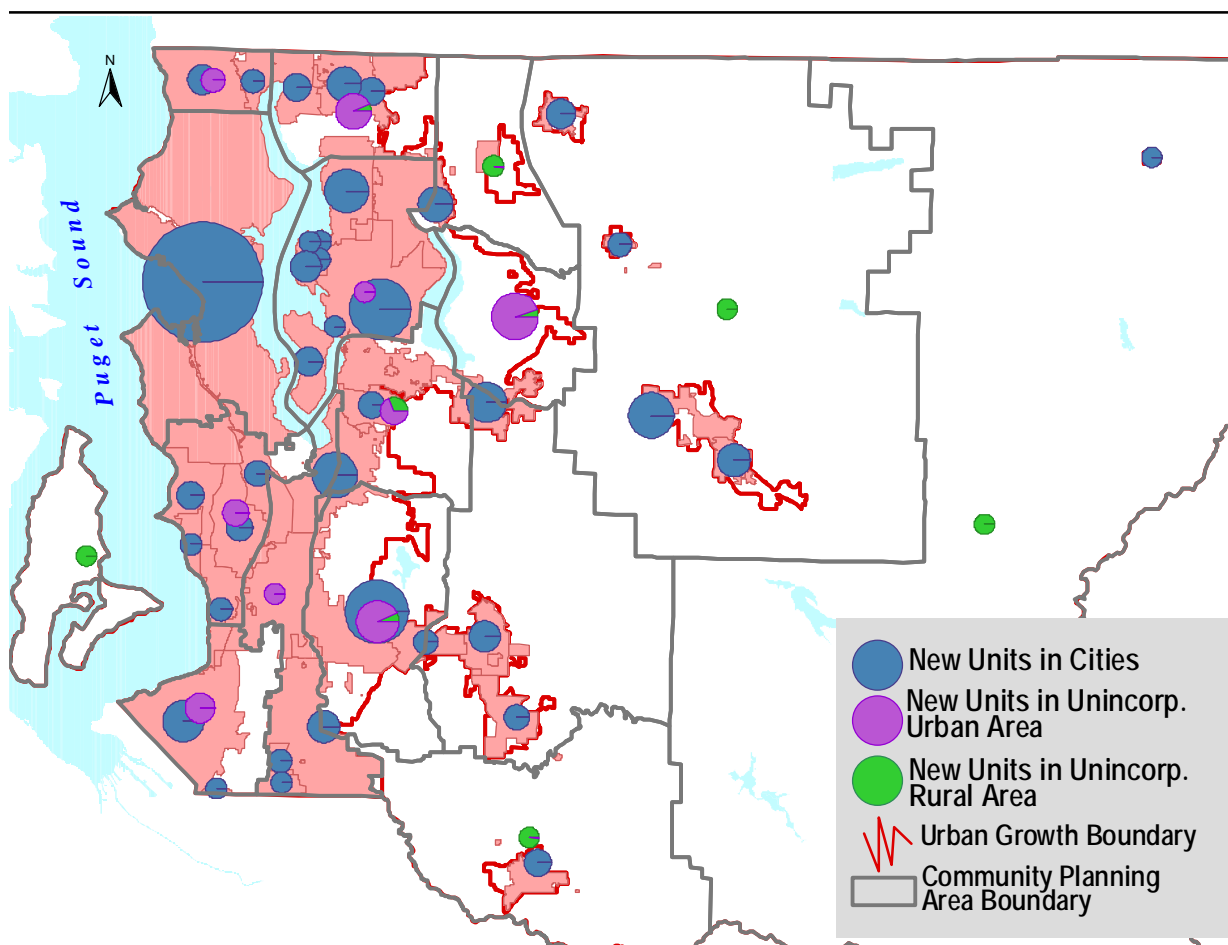 N
Puget Sound
New Units in Cities
New Units in Unincorp.
Urban Area
New Units in Unincorp.
Rural Area
Urban Growth Boundary
Community Planning
Area Boundary